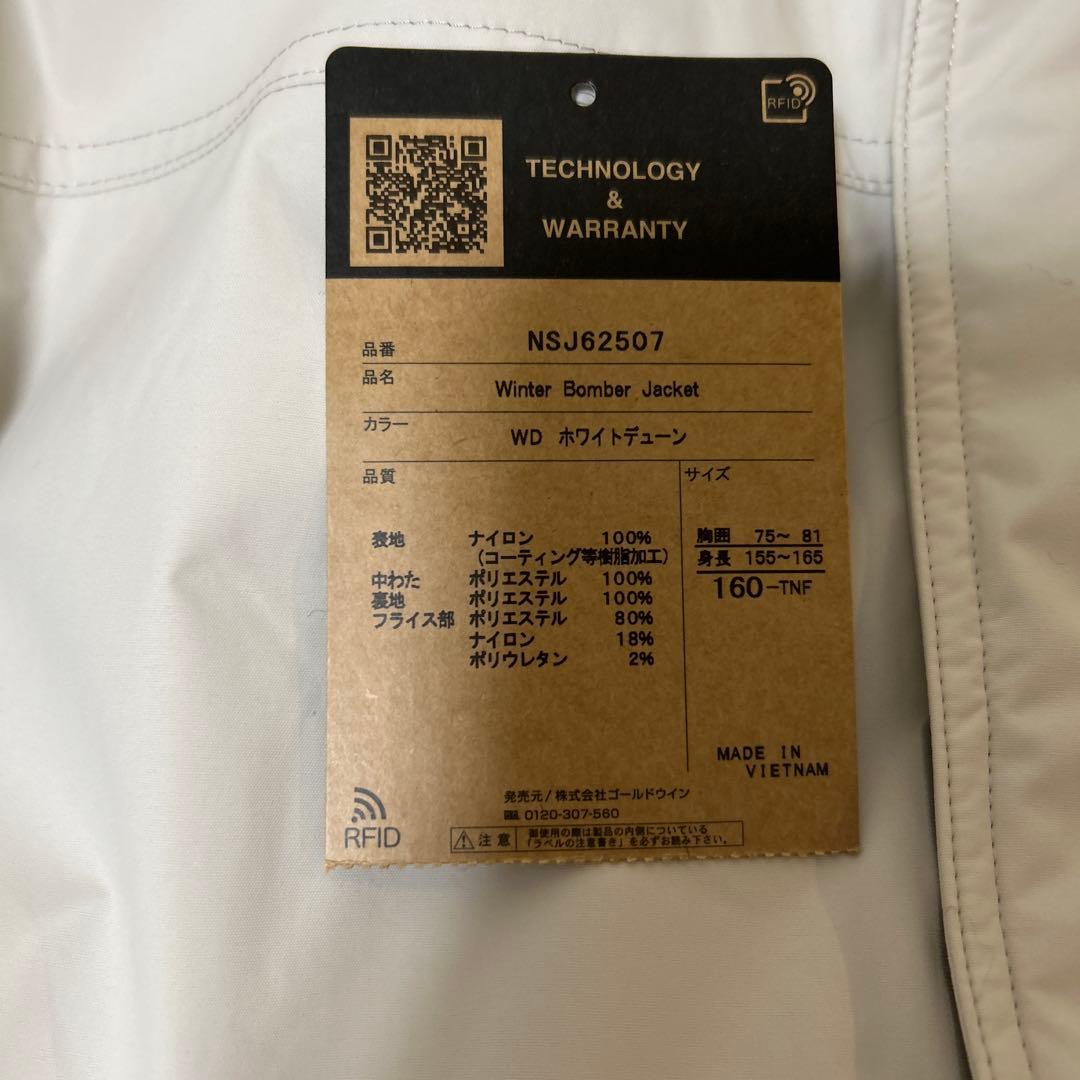 RFID
TECHNOLOGY
&
WARRANTY
品番 NSJ62507
品名 Winter Bomber Jacket
カラー WD ホワイトデューン
品質
表地 ナイロン 100%
(コーティング等樹脂加工)
中わた ポリエステル 100%
裏地 ポリエステル 100%
フライス部 ポリエステル 80%
ナイロン 18%
ポリウレタン 2%
サイズ
胸囲 75~ 81
身長 155~165
160-TNF
MADE IN
VIETNAM
発売元/株式会社ゴールドウイン
0120-307-560
RFID
注意
御使用の際は製品の内側についている
「ラベルの注意書き」を必ずお読み下さい。